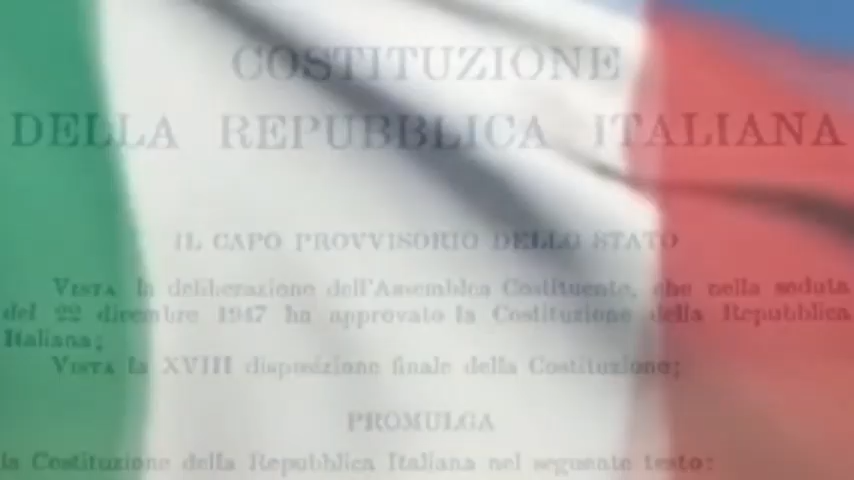 COSTITUZIONE
DELLA REPUBBLICA ITALIANA
IL CAPO PROVVISORIO DELLO STATO
VISTA la deliberazione dell'Assemblea Costituente, che nella seduta
del 22 dicembre 1947 ha approvato la Costituzione della Repubblica
Italiana;
VISTA la XVIII disposizione finale della Costituzione;
PROMULGA
la Costituzione della Repubblica Italiana nel seguente testo: